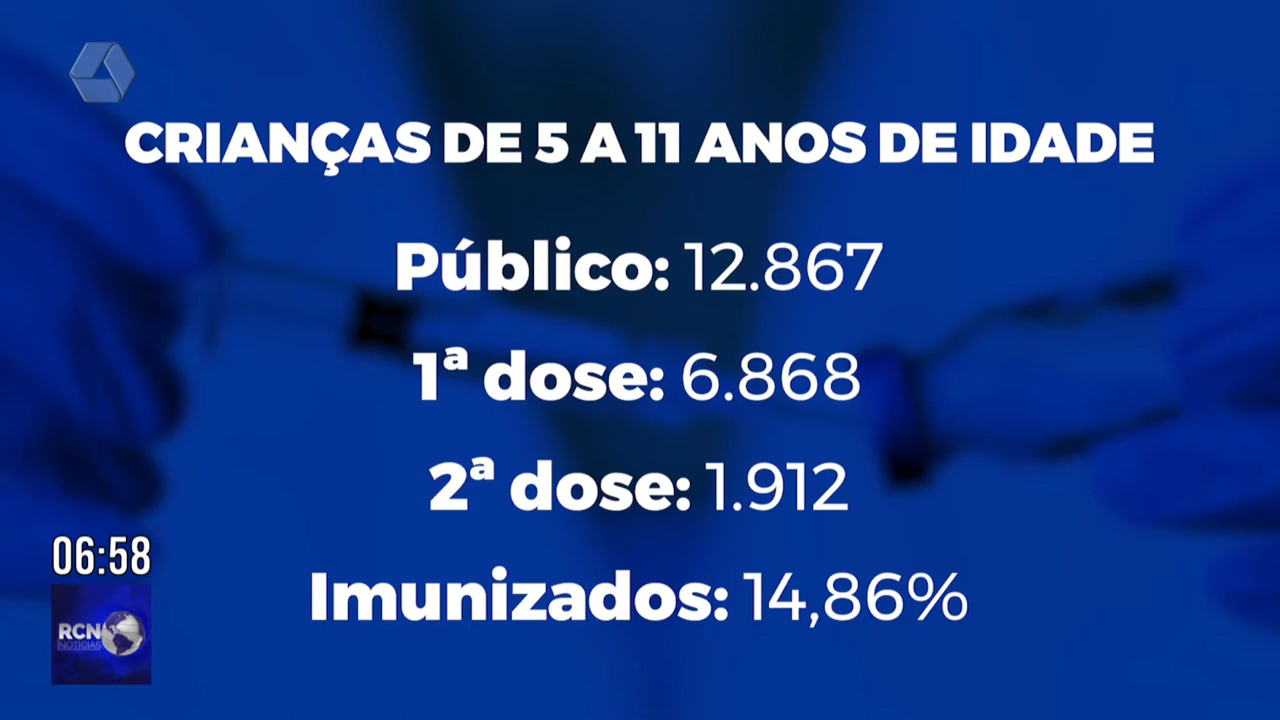 CRIANÇAS DE 5 A 11 ANOS DE IDADE
Público: 12.867
1ª dose: 6.868
2ª dose: 1.912
Imunizados: 14,86%
06:58
RCN
NOTÍCIAS